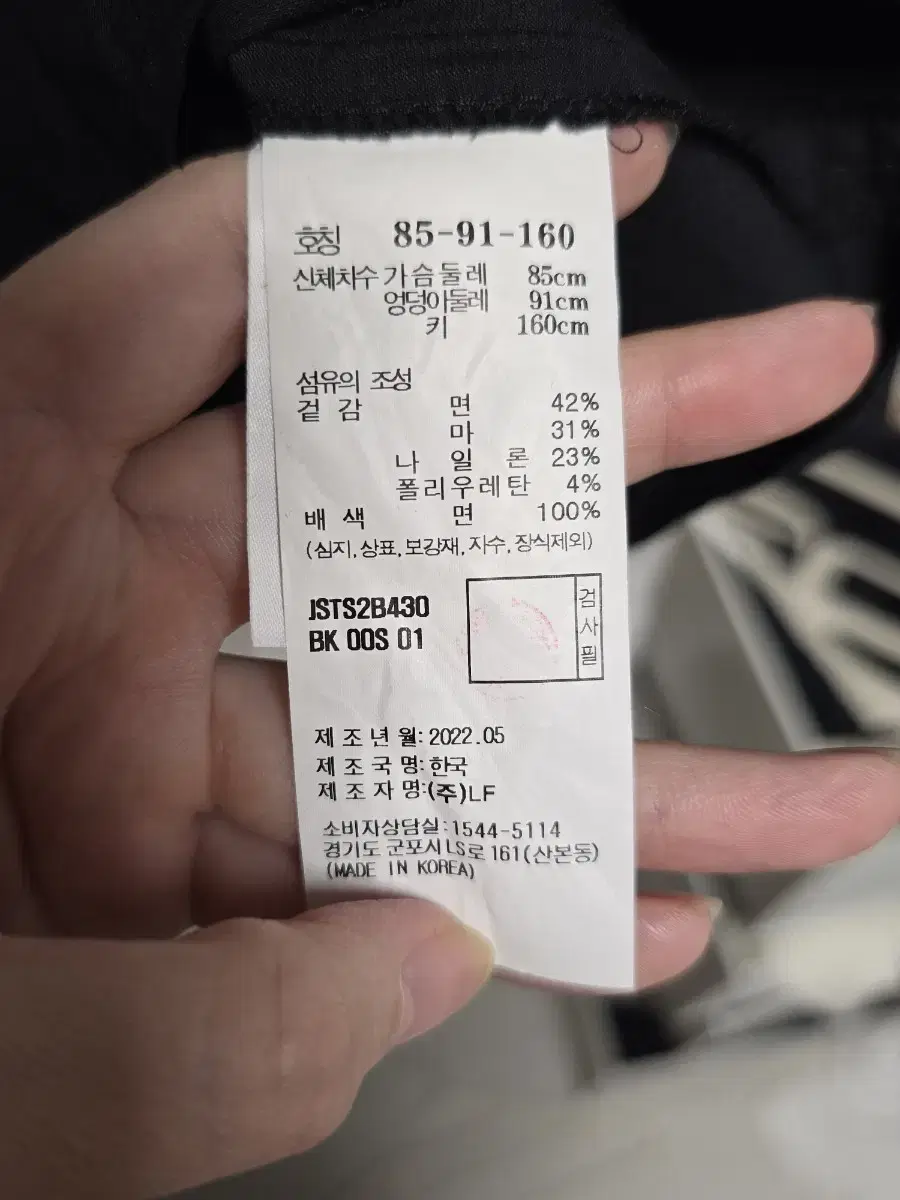 호칭 85-91-160
신체치수 가슴둘레 85cm
엉덩이둘레 91cm
키 160cm
섬유의 조성
겉감 면 42%
마 31%
나일론 23%
폴리우레탄 4%
배색 면 100%
(심지,상표,보강재,자수,장식제외)
JSTS2B430
BK 00S 01
검사필
제조년월:2022.05
제조국명:한국
제조자명:(주)LF
소비자상담실:1544-5114
경기도 군포시 LS로 161(산본동)
(MADE IN KOREA)